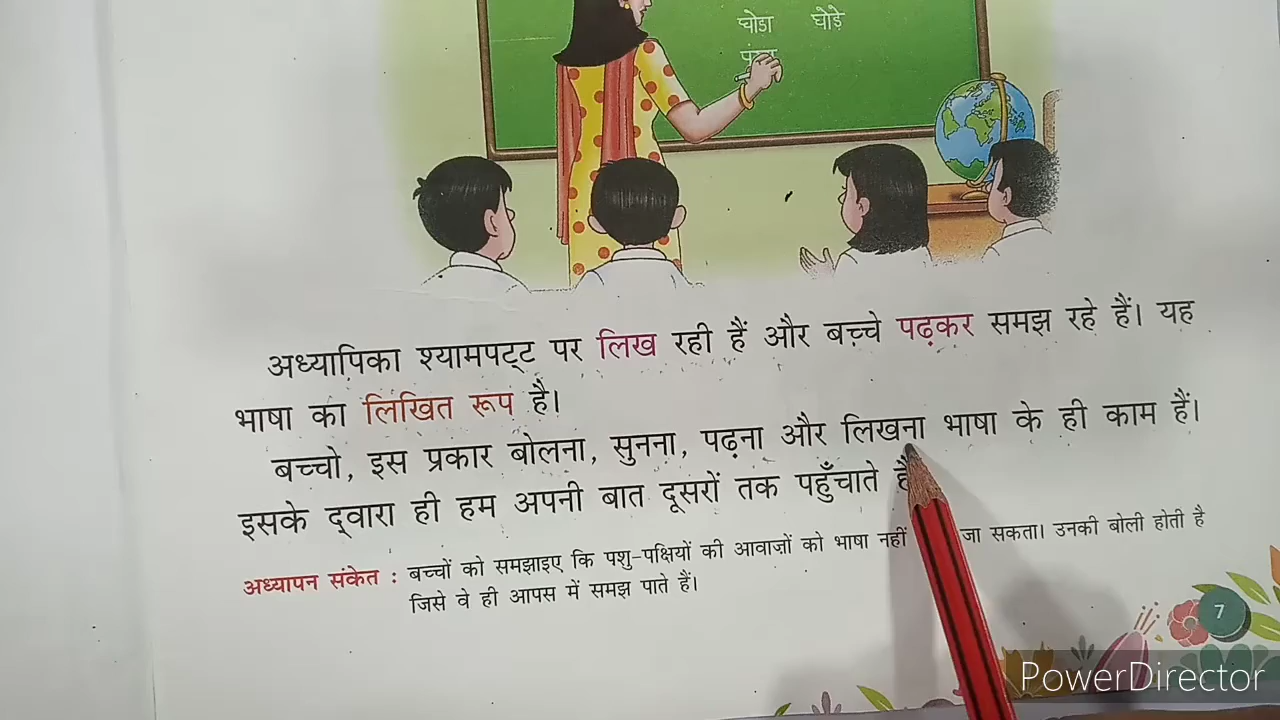 घोडा घोड़े
अध्यापिका श्यामपट्ट पर लिख रही हैं और बच्चे पढ़कर समझ रहे हैं। यह
भाषा का लिखित रूप है।
बच्चो, इस प्रकार बोलना, सुनना, पढ़ना और लिखना भाषा के ही काम हैं।
इसके द्वारा ही हम अपनी बात दूसरों तक पहुँचाते हैं
अध्यापन संकेत : बच्चों को समझाइए कि पशु-पक्षियों की आवाज़ों को भाषा नहीं जा सकता। उनकी बोली होती है
जिसे वे ही आपस में समझ पाते हैं।
7
PowerDirector